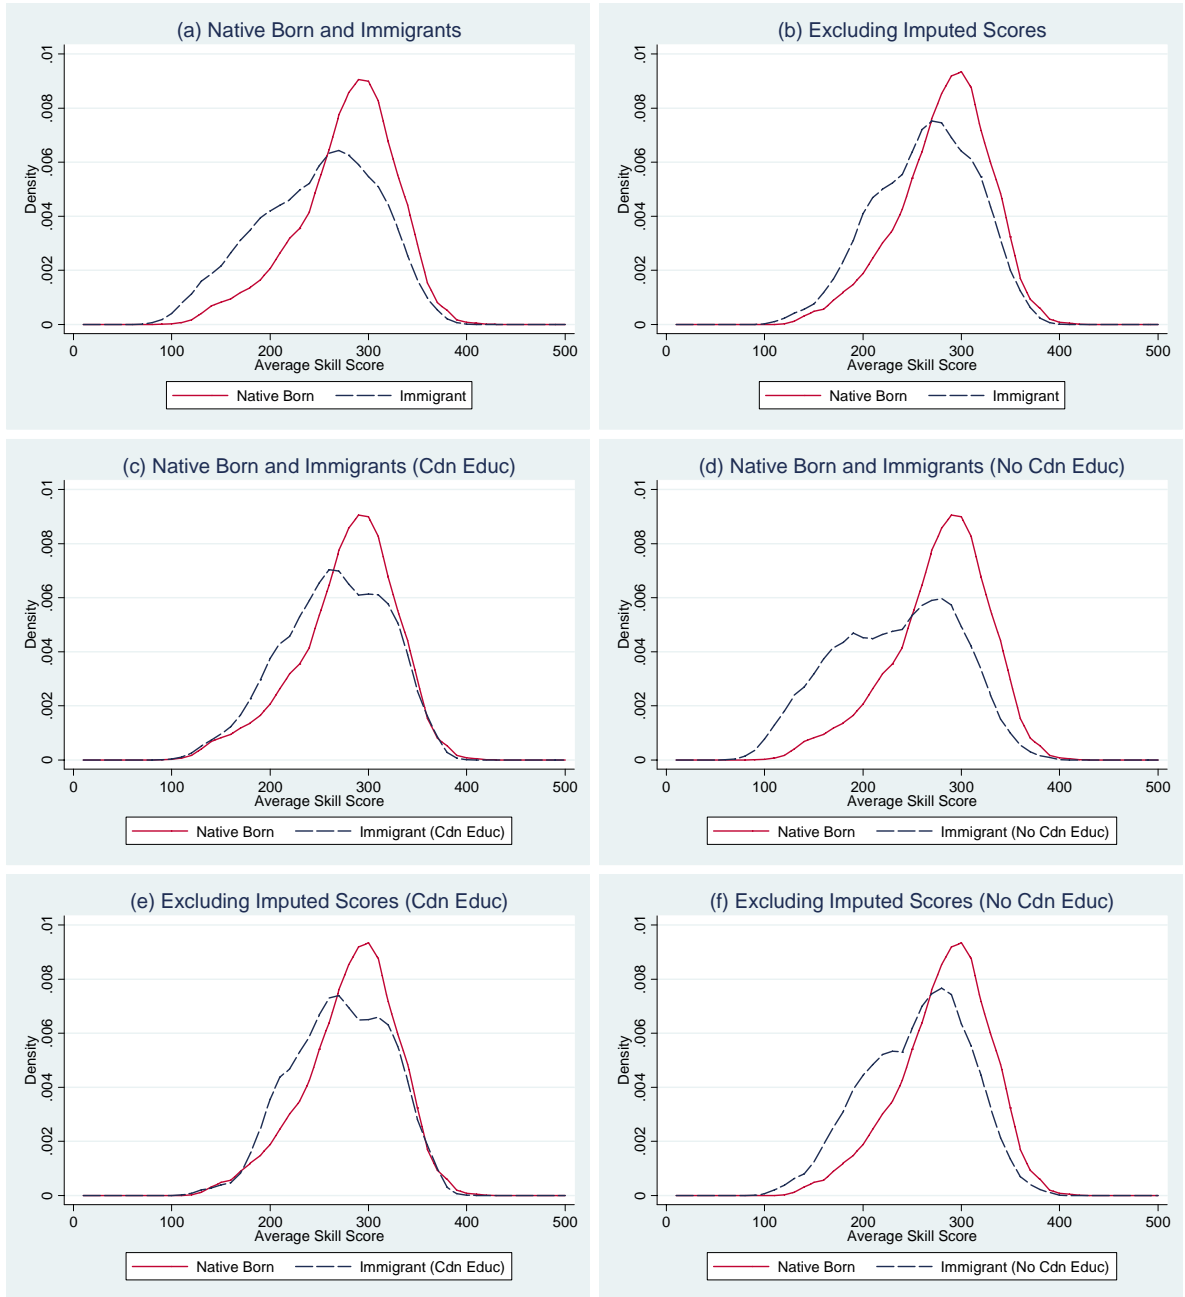 (a) Native Born and Immigrants
.01
.008
.006
.004
.002
0
Density
0 100 200 300 400 500
Average Skill Score
Native Born Immigrant
(b) Excluding Imputed Scores
.01
.008
.006
.004
.002
0
Density
0 100 200 300 400 500
Average Skill Score
Native Born Immigrant
(c) Native Born and Immigrants (Cdn Educ)
.01
.008
.006
.004
.002
0
Density
0 100 200 300 400 500
Average Skill Score
Native Born Immigrant (Cdn Educ)
(d) Native Born and Immigrants (No Cdn Educ)
.01
.008
.006
.004
.002
0
Density
0 100 200 300 400 500
Average Skill Score
Native Born Immigrant (No Cdn Educ)
(e) Excluding Imputed Scores (Cdn Educ)
.01
.008
.006
.004
.002
0
Density
0 100 200 300 400 500
Average Skill Score
Native Born Immigrant (Cdn Educ)
(f) Excluding Imputed Scores (No Cdn Educ)
.01
.008
.006
.004
.002
0
Density
0 100 200 300 400 500
Average Skill Score
Native Born Immigrant (No Cdn Educ)